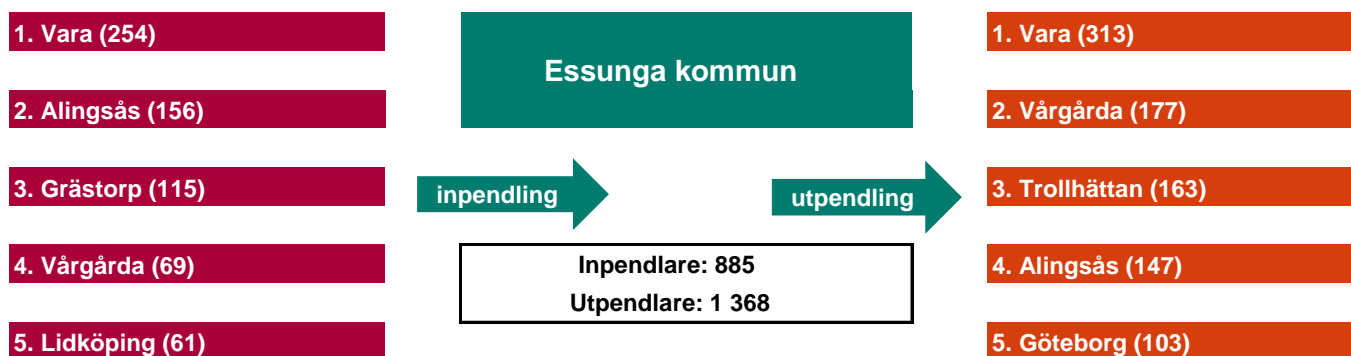 1. Vara (254)
2. Alingsås (156)
3. Grästorp (115)
4. Vårgårda (69)
5. Lidköping (61)
Essunga kommun
inpendling
utpendling
Inpendlare: 885
Utpendlare: 1 368
1. Vara (313)
2. Vårgårda (177)
3. Trollhättan (163)
4. Alingsås (147)
5. Göteborg (103)